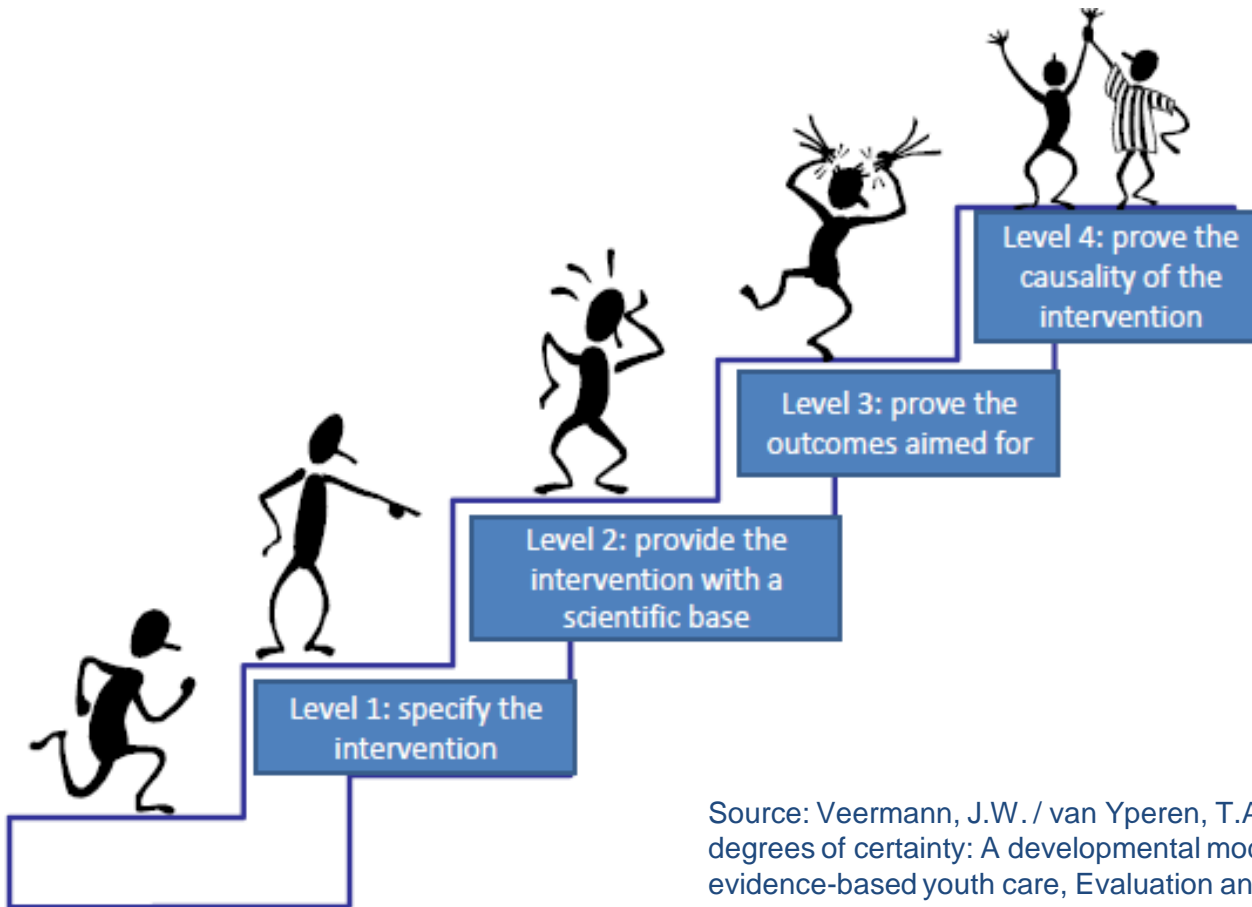 Level 4: prove the
causality of the
intervention
Level 3: prove the
outcomes aimed for
Level 2: provide the
intervention with a
scientific base
Level 1: specify the
intervention
Source: Veermann, J.W. / van Yperen, T.A
degrees of certainty: A developmental
evidence-based youth care, Evaluation an